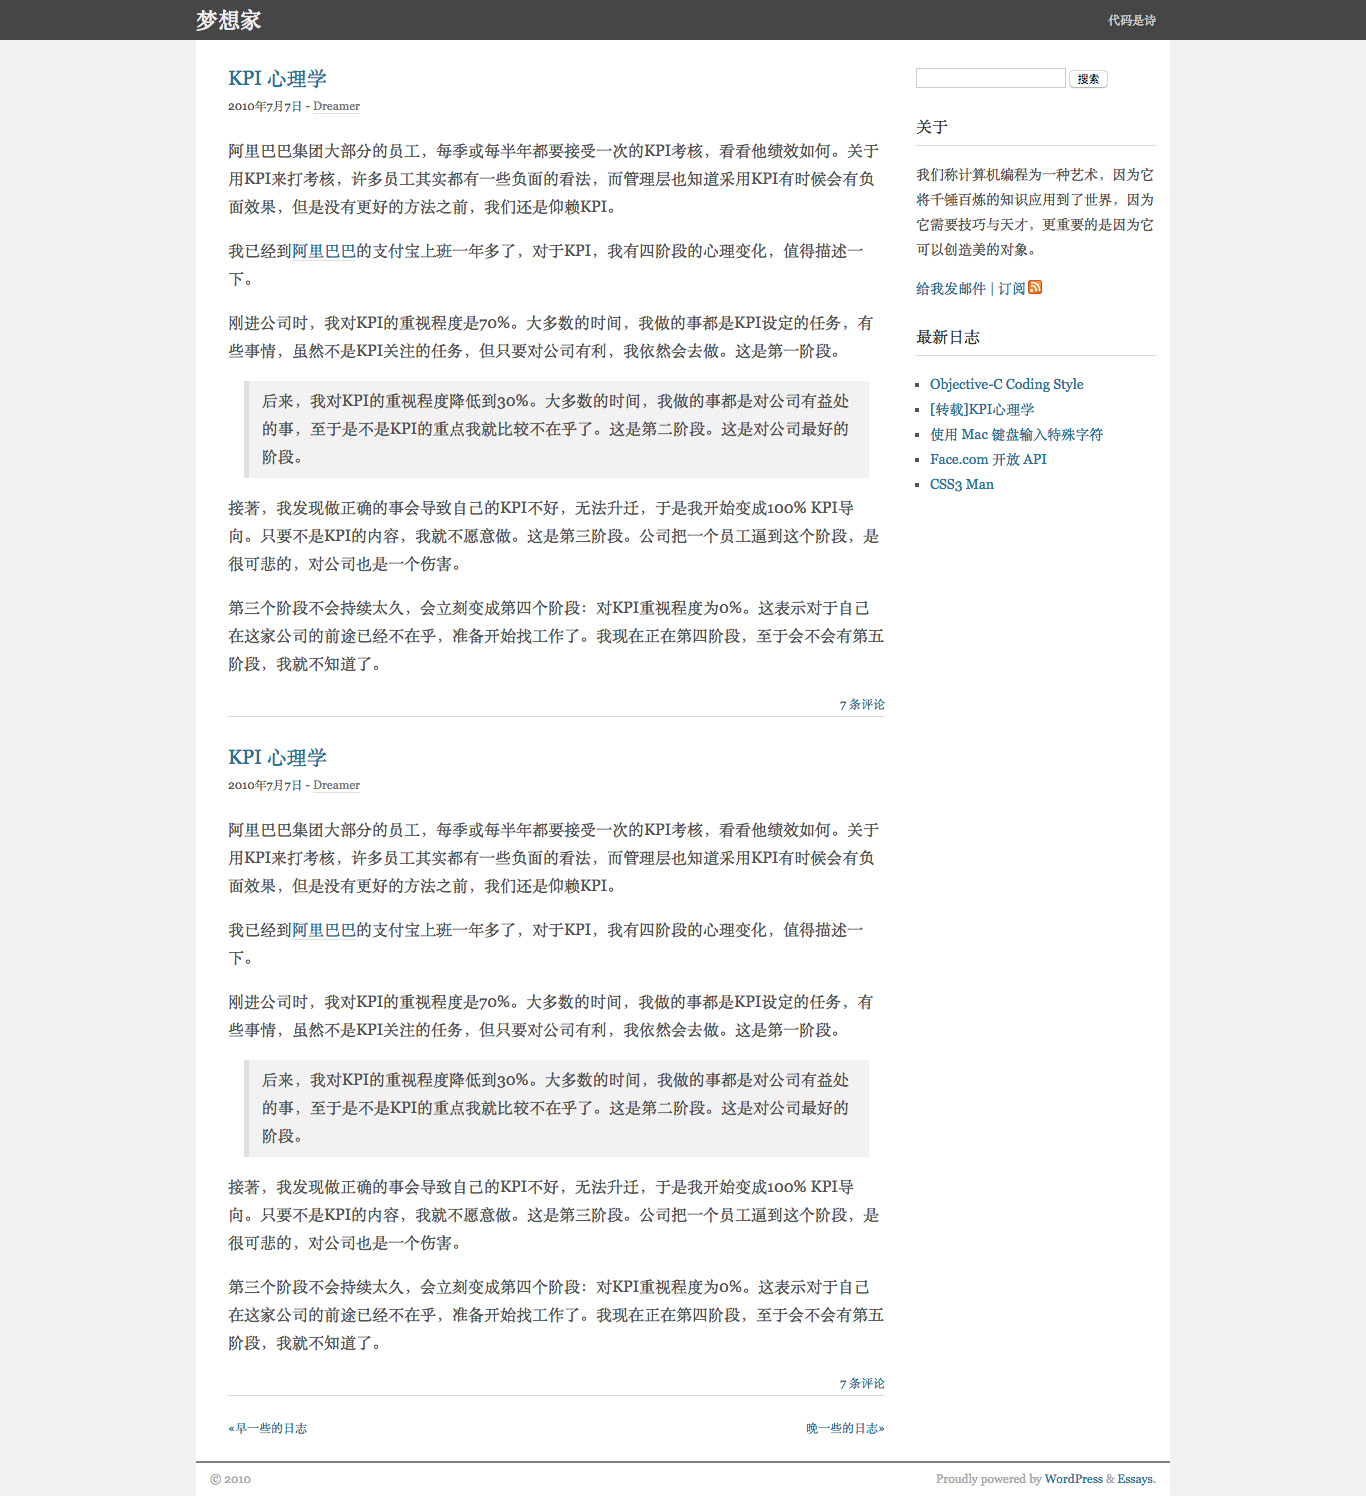 梦想家
代码是诗
KPI 心理学
2010年7月7日 - Dreamer
阿里巴巴集团大部分的员工，每季或每半年都要接受一次的KPI考核，看看他绩效如何。关于
用KPI来打考核，许多员工其实都有一些负面的看法，而管理层也知道采用KPI有时候会有负
面效果，但是没有更好的方法之前，我们还是仰赖KPI。
我已经到阿里巴巴的支付宝上班一年多了，对于KPI，我有四阶段的心理变化，值得描述一
下。
刚进公司时，我对KPI的重视程度是70%。大多数的时间，我做的事都是KPI设定的任务，有
些事情，虽然不是KPI关注的任务，但只要对公司有利，我依然会去做。这是第一阶段。
后来，我对KPI的重视程度降低到30%。大多数的时间，我做的事都是对公司有益处
的事，至于是不是KPI的重点我就比较不在乎了。这是第二阶段。这是对公司最好的
阶段。
接著，我发现做正确的事会导致自己的KPI不好，无法升迁，于是我开始变成100% KPI导
向。只要不是KPI的内容，我就不愿意做。这是第三阶段。公司把一个员工逼到这个阶段，是
很可悲的，对公司也是一个伤害。
第三个阶段不会持续太久，会立刻变成第四个阶段：对KPI重视程度为0%。这表示对于自己
在这家公司的前途已经不在乎，准备开始找工作了。我现在正在第四阶段，至于会不会有第五
阶段，我就不知道了。
7 条评论
KPI 心理学
2010年7月7日 - Dreamer
阿里巴巴集团大部分的员工，每季或每半年都要接受一次的KPI考核，看看他绩效如何。关于
用KPI来打考核，许多员工其实都有一些负面的看法，而管理层也知道采用KPI有时候会有负
面效果，但是没有更好的方法之前，我们还是仰赖KPI。
我已经到阿里巴巴的支付宝上班一年多了，对于KPI，我有四阶段的心理变化，值得描述一
下。
刚进公司时，我对KPI的重视程度是70%。大多数的时间，我做的事都是KPI设定的任务，有
些事情，虽然不是KPI关注的任务，但只要对公司有利，我依然会去做。这是第一阶段。
后来，我对KPI的重视程度降低到30%。大多数的时间，我做的事都是对公司有益处
的事，至于是不是KPI的重点我就比较不在乎了。这是第二阶段。这是对公司最好的
阶段。
接著，我发现做正确的事会导致自己的KPI不好，无法升迁，于是我开始变成100% KPI导
向。只要不是KPI的内容，我就不愿意做。这是第三阶段。公司把一个员工逼到这个阶段，是
很可悲的，对公司也是一个伤害。
第三个阶段不会持续太久，会立刻变成第四个阶段：对KPI重视程度为0%。这表示对于自己
在这家公司的前途已经不在乎，准备开始找工作了。我现在正在第四阶段，至于会不会有第五
阶段，我就不知道了。
7 条评论
«早一些的日志
晚一些的日志»
搜索
关于
我们称计算机编程为一种艺术，因为它
将千锤百炼的知识应用到了世界，因为
它需要技巧与天才，更重要的是因为它
可以创造美的对象。
给我发邮件 | 订阅
最新日志
Objective-C Coding Style
[转载]KPI心理学
使用 Mac 键盘输入特殊字符
Face.com 开放 API
CSS3 Man
© 2010
Proudly powered by WordPress & Essays.